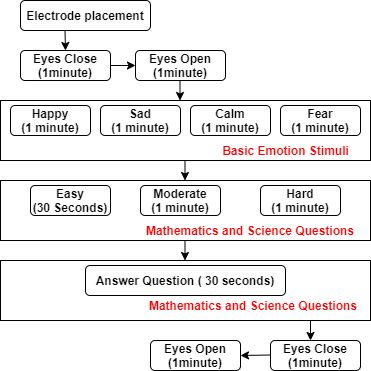 Electrode placement
Eyes Close
(1minute)
Eyes Open
(1minute)
Happy
(1 minute)
Sad
(1 minute)
Calm
(1 minute)
Fear
(1 minute)
Basic Emotion Stimuli
Easy
(30 Seconds)
Moderate
(1 minute)
Hard
(1 minute)
Mathematics and Science Questions
Answer Question ( 30 seconds)
Mathematics and Science Questions
Eyes Open
(1minute)
Eyes Close
(1minute)